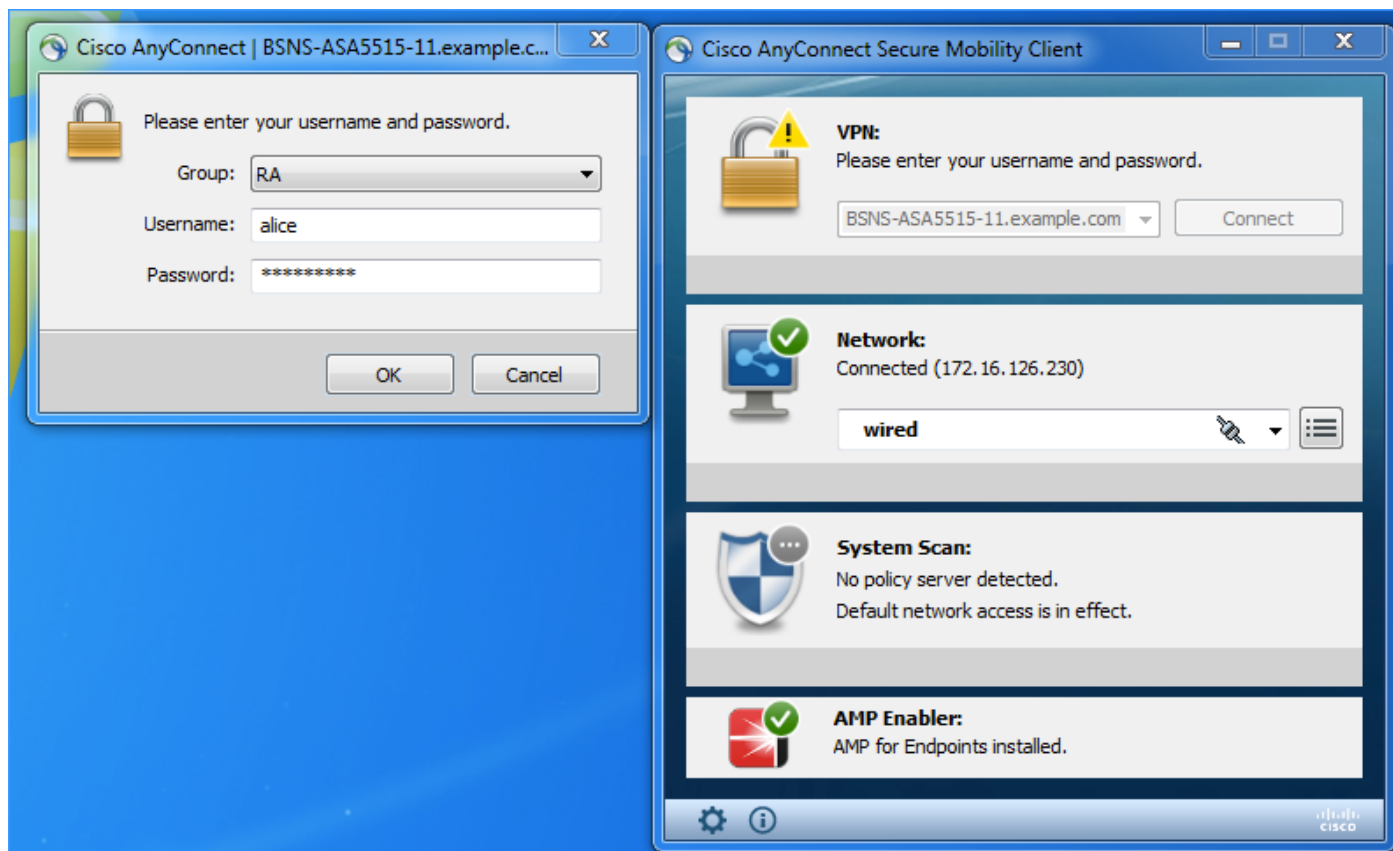 Cisco AnyConnect | BSNS-ASA5515-11.example.c...
Please enter your username and password.
Group: RA
Username: alice
Password: *********
OK Cancel
Cisco AnyConnect Secure Mobility Client
VPN:
Please enter your username and password.
BSNS-ASA5515-11.example.com Connect
Network:
Connected (172.16.126.230)
wired
System Scan:
No policy server detected.
Default network access is in effect.
AMP Enabler:
AMP for Endpoints installed.
CISCO